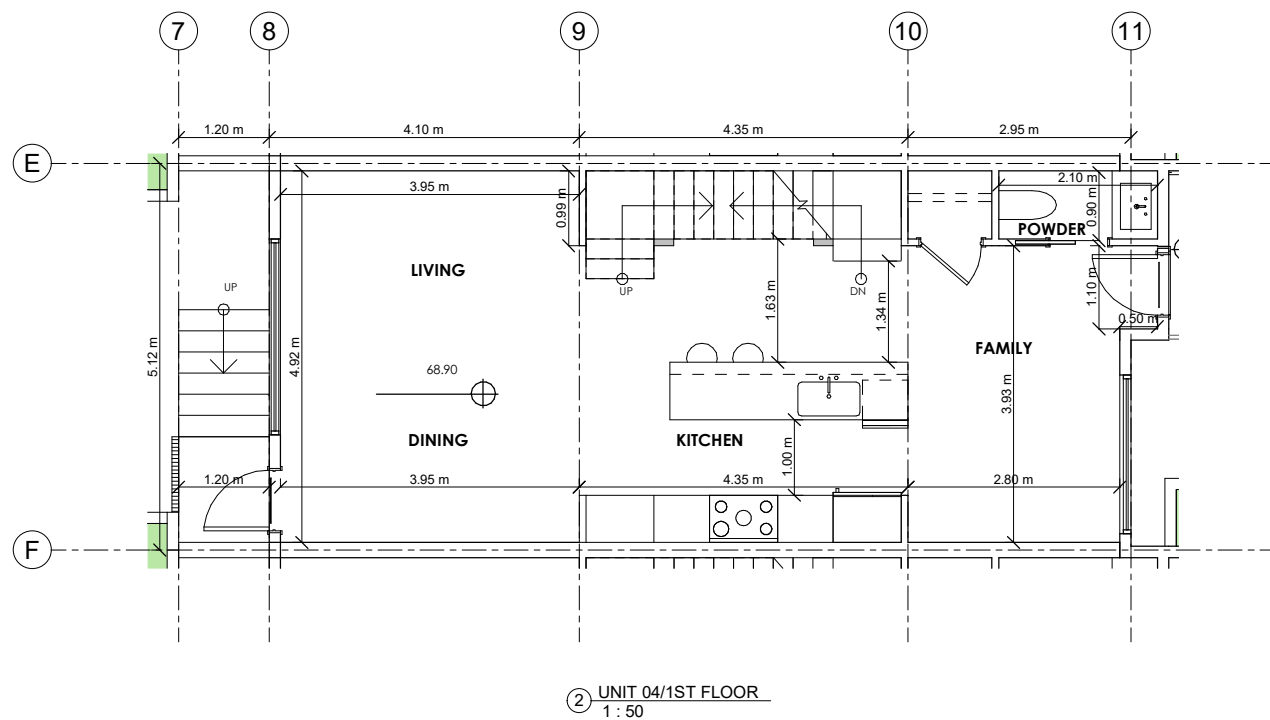 7
8
9
10
11
1.20 m
4.10 m
4.35 m
2.95 m
E
3.95 m
0.99 m
2.10 m
0.90 m
POWDER
LIVING
UP
UP
DN
1.63 m
1.34 m
1.10 m
0.50 m
FAMILY
5.12 m
4.92 m
68.90
3.93 m
DINING
KITCHEN
1.00 m
1.20 m
3.95 m
4.35 m
2.80 m
F
2
UNIT 04/1ST FLOOR
1 : 50